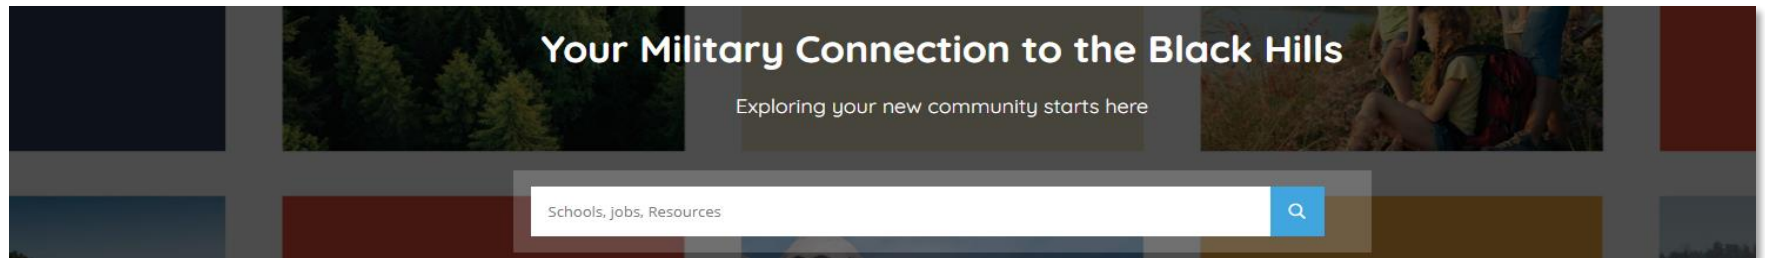 Your Military Connection to the Black Hills
Exploring your new community starts here
Schools, jobs, Resources